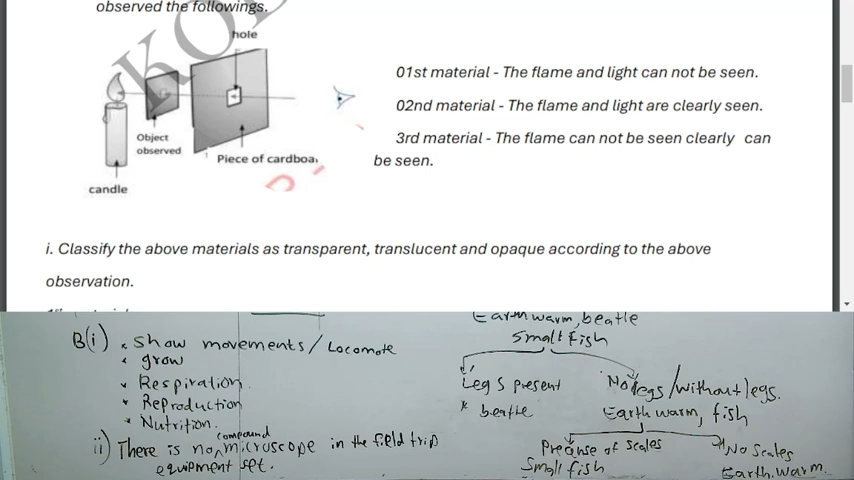 observed the followings.
hole
01st material - The flame and light can not be seen.
02nd material - The flame and light are clearly seen.
3rd material - The flame can not be seen clearly can
be seen.
Object
observed
Piece of cardboa
candle
i. Classify the above materials as transparent, translucent and opaque according to the above
observation.
B(i) * Show movements / Locomote
* grow
* Respiration.
* Reproduction
* Nutrition.
ii) There is no compound microscope in the field trip
equipment set.
Earth warm, beatle
Small fish
Legs present
* beatle
No legs / without legs.
Earth warm, fish
Precense of scales
Small fish
No scales
Earth.warm.